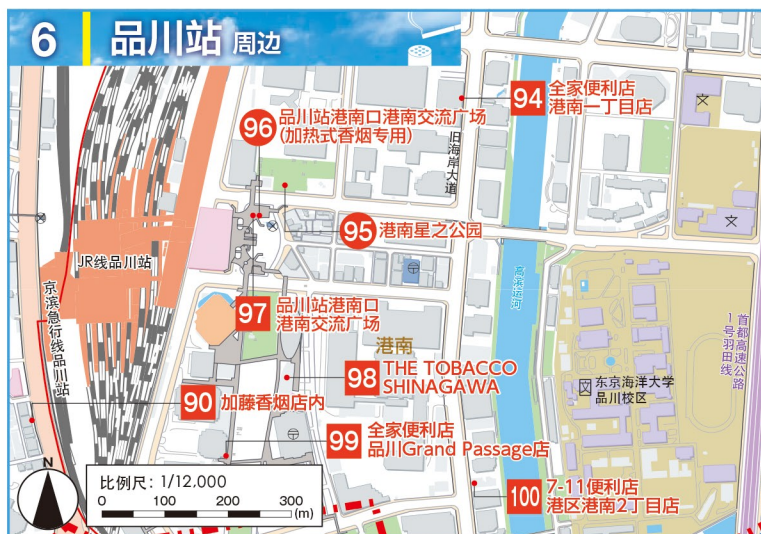 6 品川站 周边
94 全家便利店
港南一丁目店
96 品川站港南口港南交流广场
(加热式香烟专用)
旧海岸大道
95 港南星之公园
JR线品川站
京滨急行线品川站
高浜运河
97 品川站港南口
港南交流广场
港南
首都高速公路
1号羽田线
98 THE TOBACCO
SHINAGAWA
东京海洋大学
品川校区
90 加藤香烟店内
99 全家便利店
品川Grand Passage店
N
比例尺: 1/12,000
0 100 200 300
(m)
100 7-11便利店
港区港南2丁目店